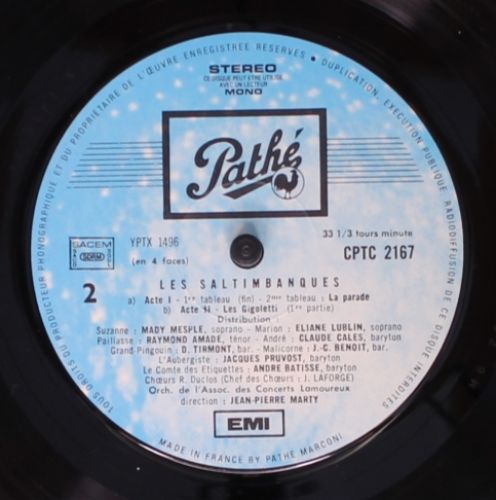 TOUS DROITS DU PRODUCTEUR PHONOGRAPHIQUE ET DU PROPRIETAIRE DE L'ŒUVRE ENREGISTREE RESERVES • DUPLICATION, EXECUTION PUBLIQUE, RADIODIFFUSION DE CE DISQUE INTERDITES
STEREO
CE DISQUE PEUT ÊTRE UTILISÉ
AVEC UN LECTEUR
MONO
Pathé
SACEM
SDRM
YPTX 1496
(en 4 faces)
33 1/3 tours minute
CPTC 2167
2
LES SALTIMBANQUES
a) Acte I - 1er tableau (fin) - 2me tableau : La parade
b) Acte II - Les Gigoletti (1re partie)
Distribution :
Suzanne : MADY MESPLE, soprano - Marion : ELIANE LUBLIN, soprano
Paillasse : RAYMOND AMADE, ténor - André : CLAUDE CALES, baryton
Grand Pingouin : D. TIRMONT, bar. - Malicorne : J.-C. BENOIT, bar.
L'Aubergiste : JACQUES PRUVOST, baryton
Le Comte des Etiquettes : ANDRE BATISSE, baryton
Chœurs R. Duclos (Chef des Chœurs : J. LAFORGE)
Orch. de l'Assoc. des Concerts Lamoureux
direction : JEAN-PIERRE MARTY
EMI
MADE IN FRANCE BY PATHE MARCONI